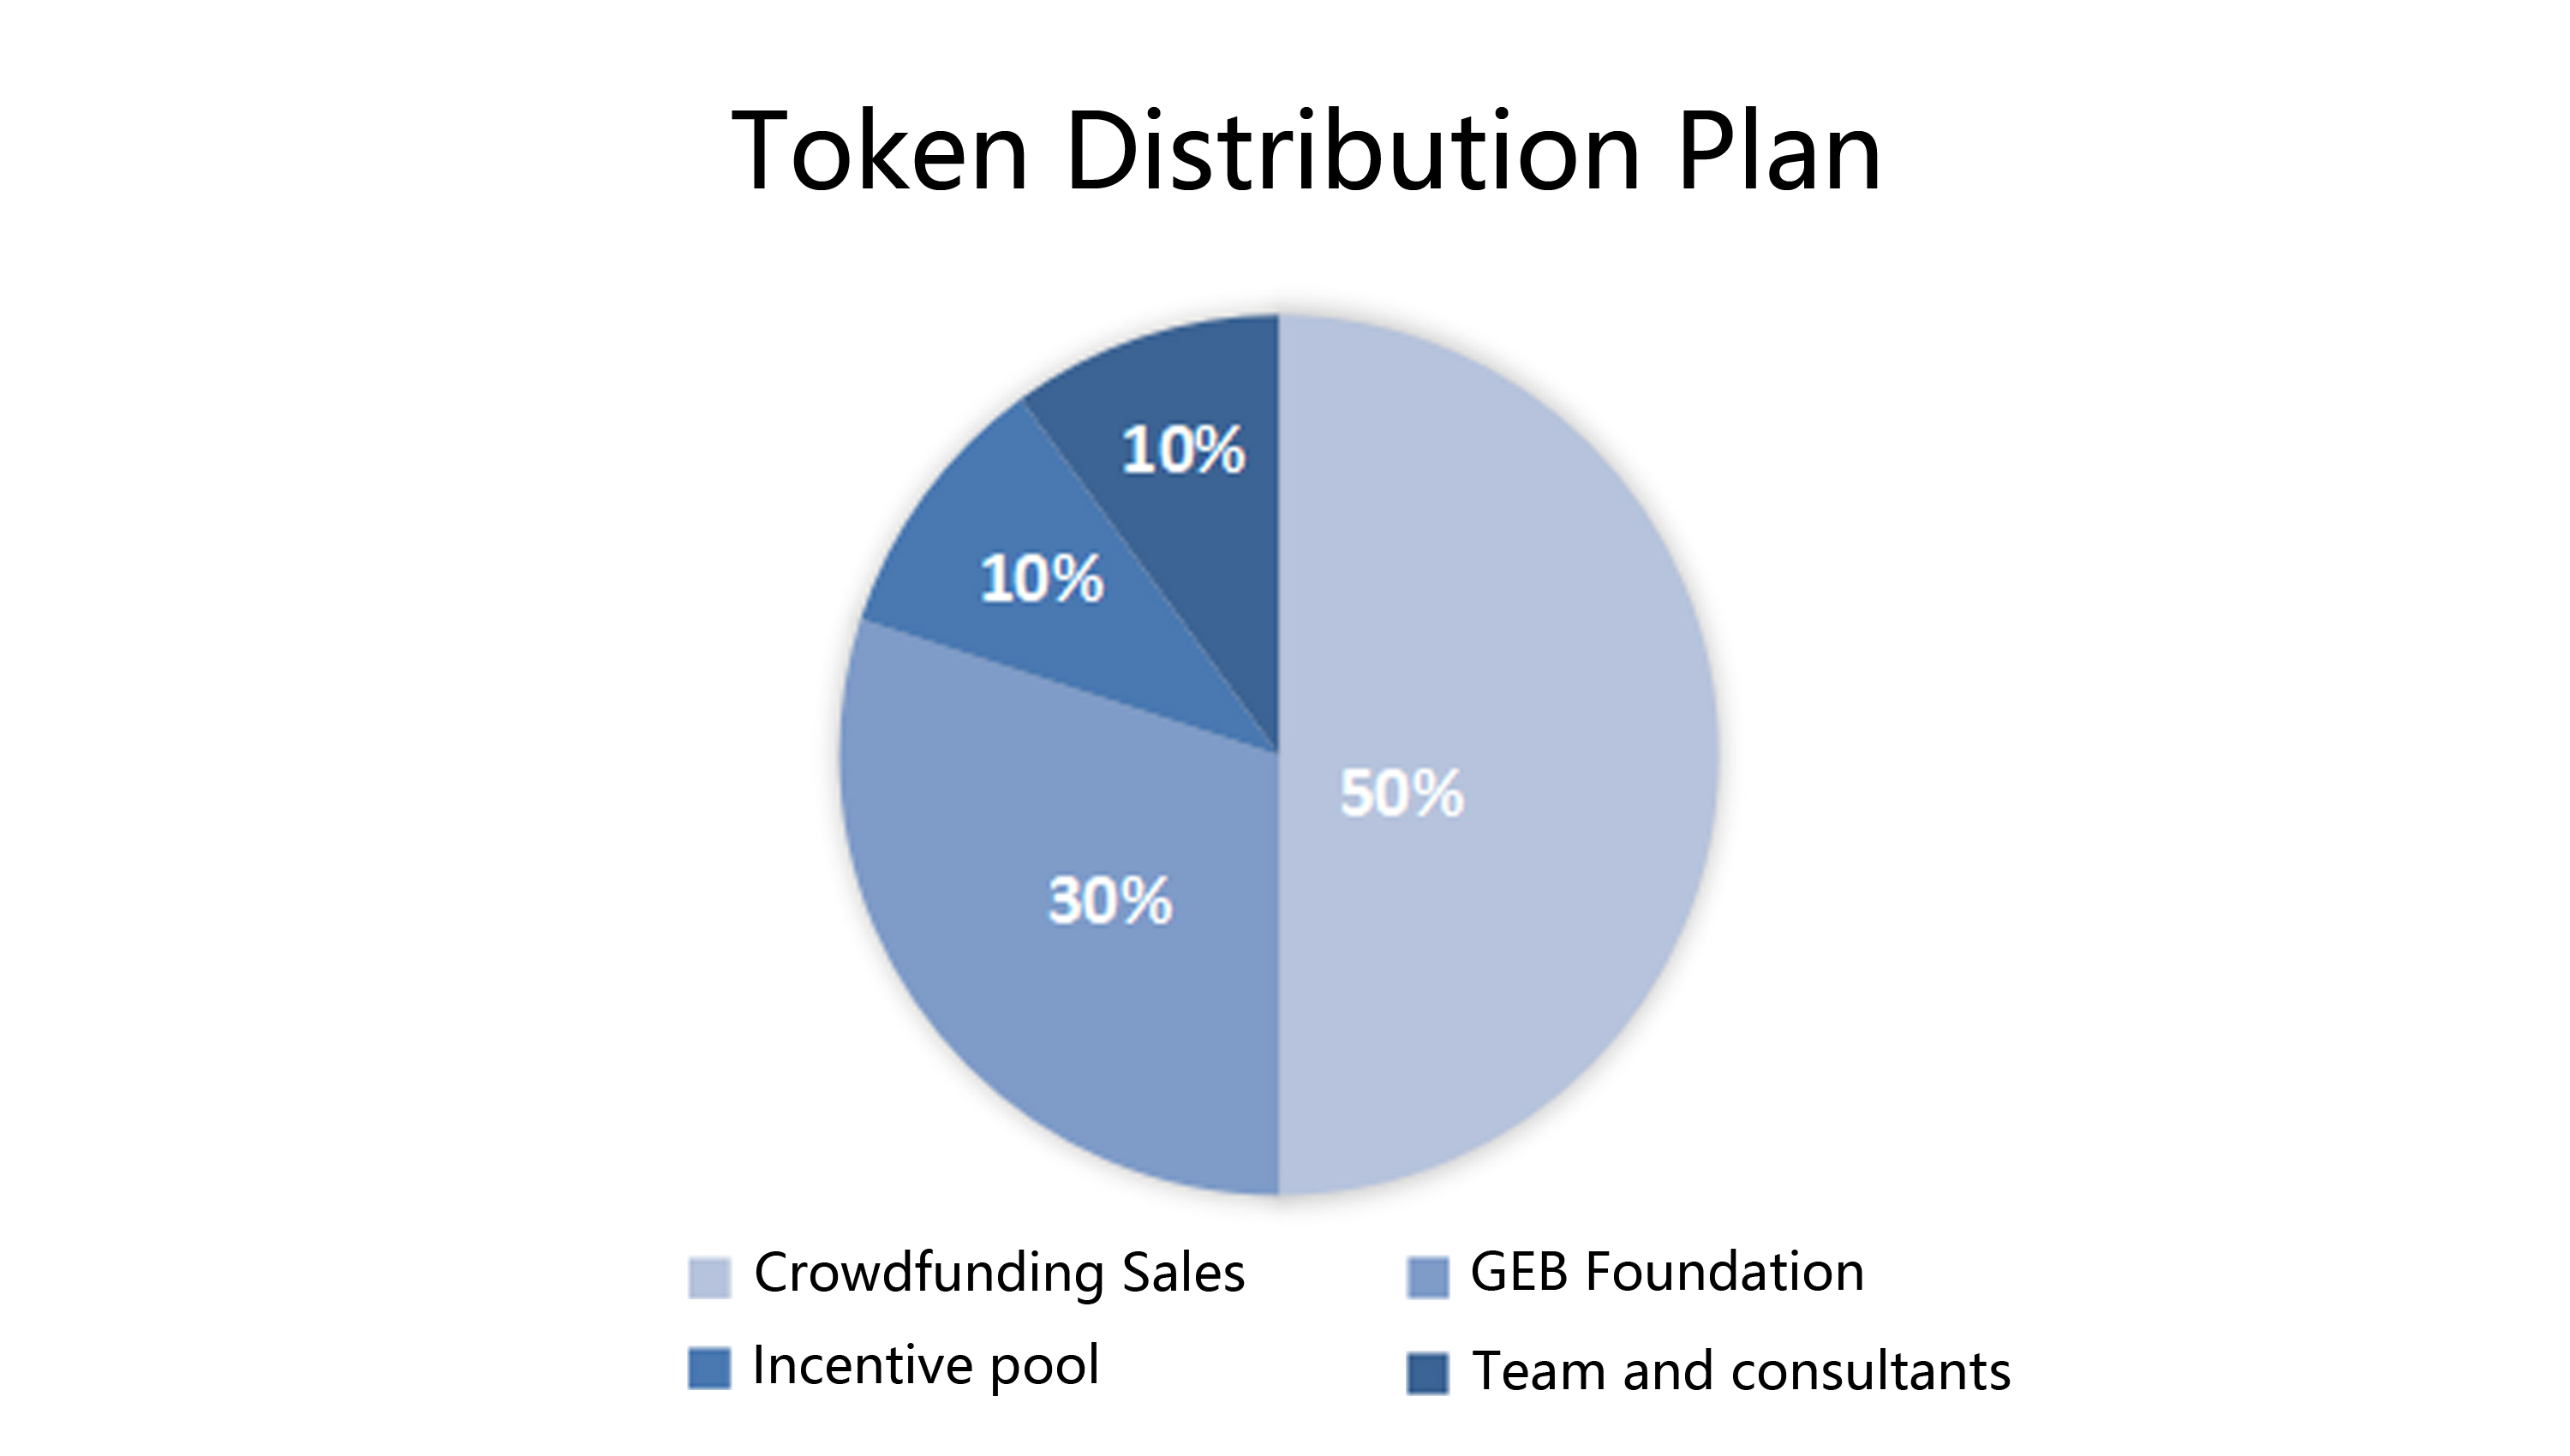 Token Distribution Plan
10%
10%
50%
30%
Crowdfunding Sales
GEB Foundation
Incentive pool
Team and consultants